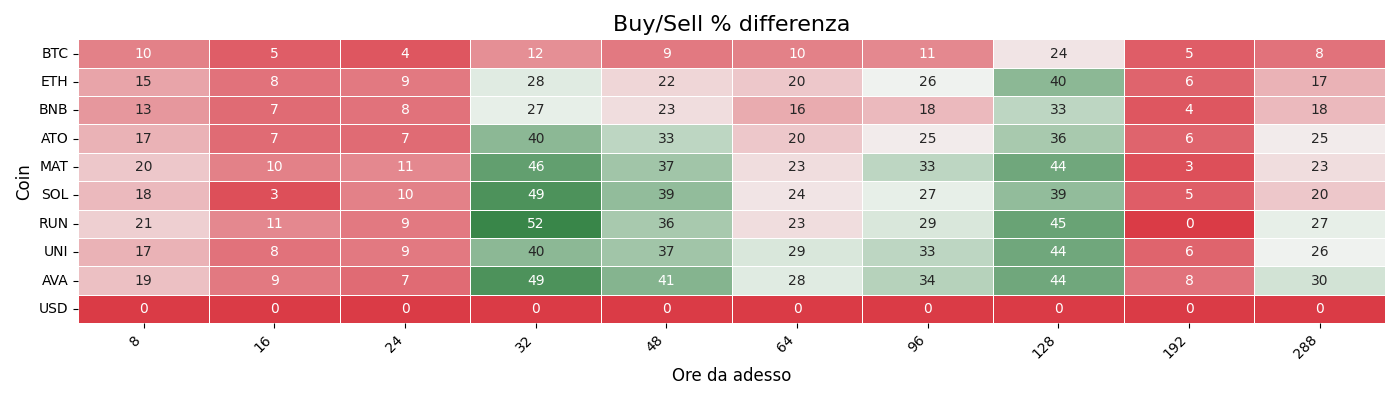 Buy/Sell % differenza
Coin
BTC 10 5 4 12 9 10 11 24 5 8
ETH 15 8 9 28 22 20 26 40 6 17
BNB 13 7 8 27 23 16 18 33 4 18
ATO 17 7 7 40 33 20 25 36 6 25
MAT 20 10 11 46 37 23 33 44 3 23
SOL 18 3 10 49 39 24 27 39 5 20
RUN 21 11 9 52 36 23 29 45 0 27
UNI 17 8 9 40 37 29 33 44 6 26
AVA 19 9 7 49 41 28 34 44 8 30
USD 0 0 0 0 0 0 0 0 0 0
8 16 24 32 48 64 96 128 192 288
Ore da adesso